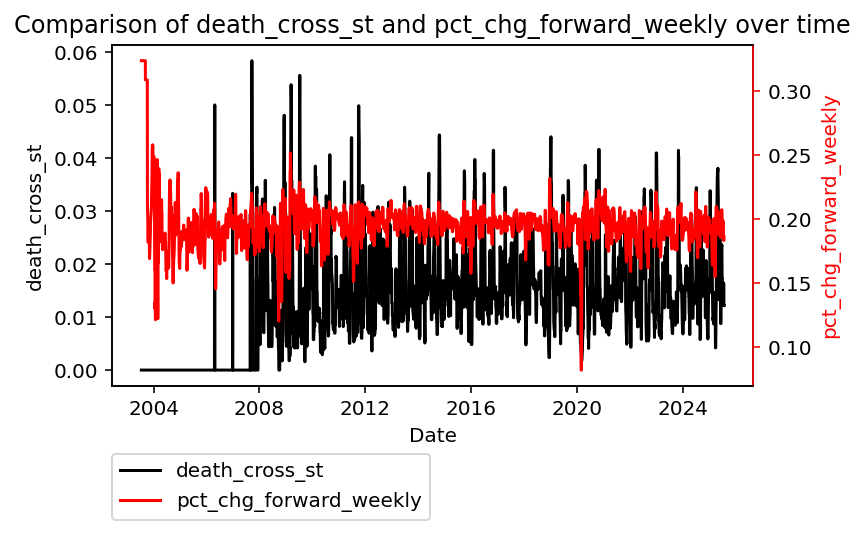 Comparison of death_cross_st and pct_chg_forward_weekly over time
0.06
0.05
0.04
0.03
0.02
0.01
0.00
death_cross_st
0.30
0.25
0.20
0.15
0.10
pct_chg_forward_weekly
2004 2008 2012 2016 2020 2024
Date
death_cross_st
pct_chg_forward_weekly